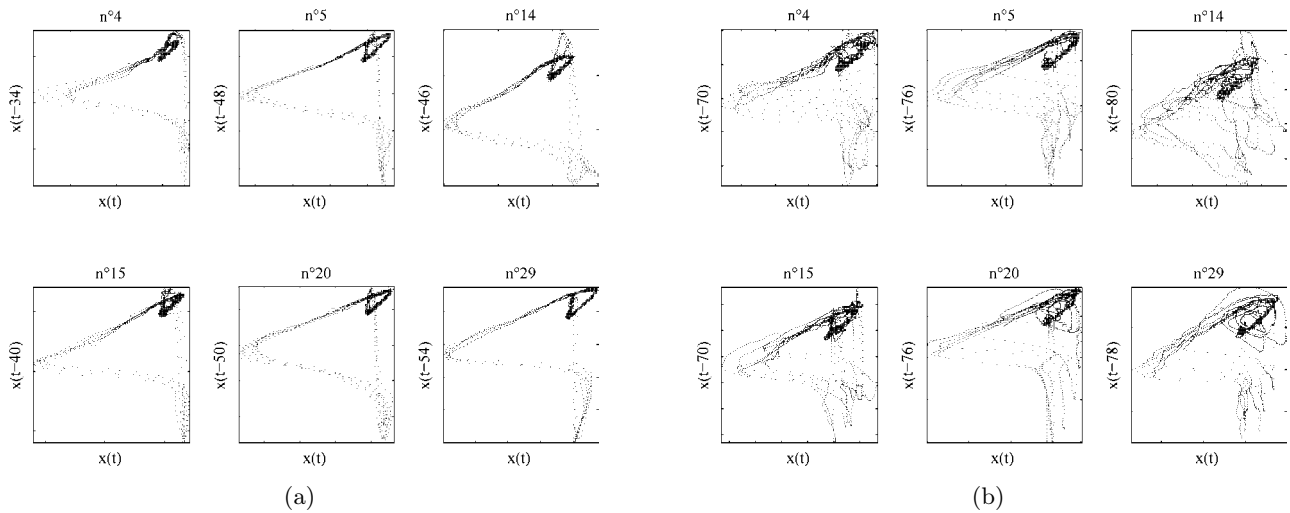 n°4 n°5 n°14 n°4 n°5 n°14
x(t−34) x(t−48) x(t−46) x(t−70) x(t−76) x(t−80)
x(t) x(t) x(t) x(t) x(t) x(t)
n°15 n°20 n°29 n°15 n°20 n°29
x(t−40) x(t−50) x(t−54) x(t−70) x(t−76) x(t−78)
x(t) x(t) x(t) x(t) x(t) x(t)
(a) (b)